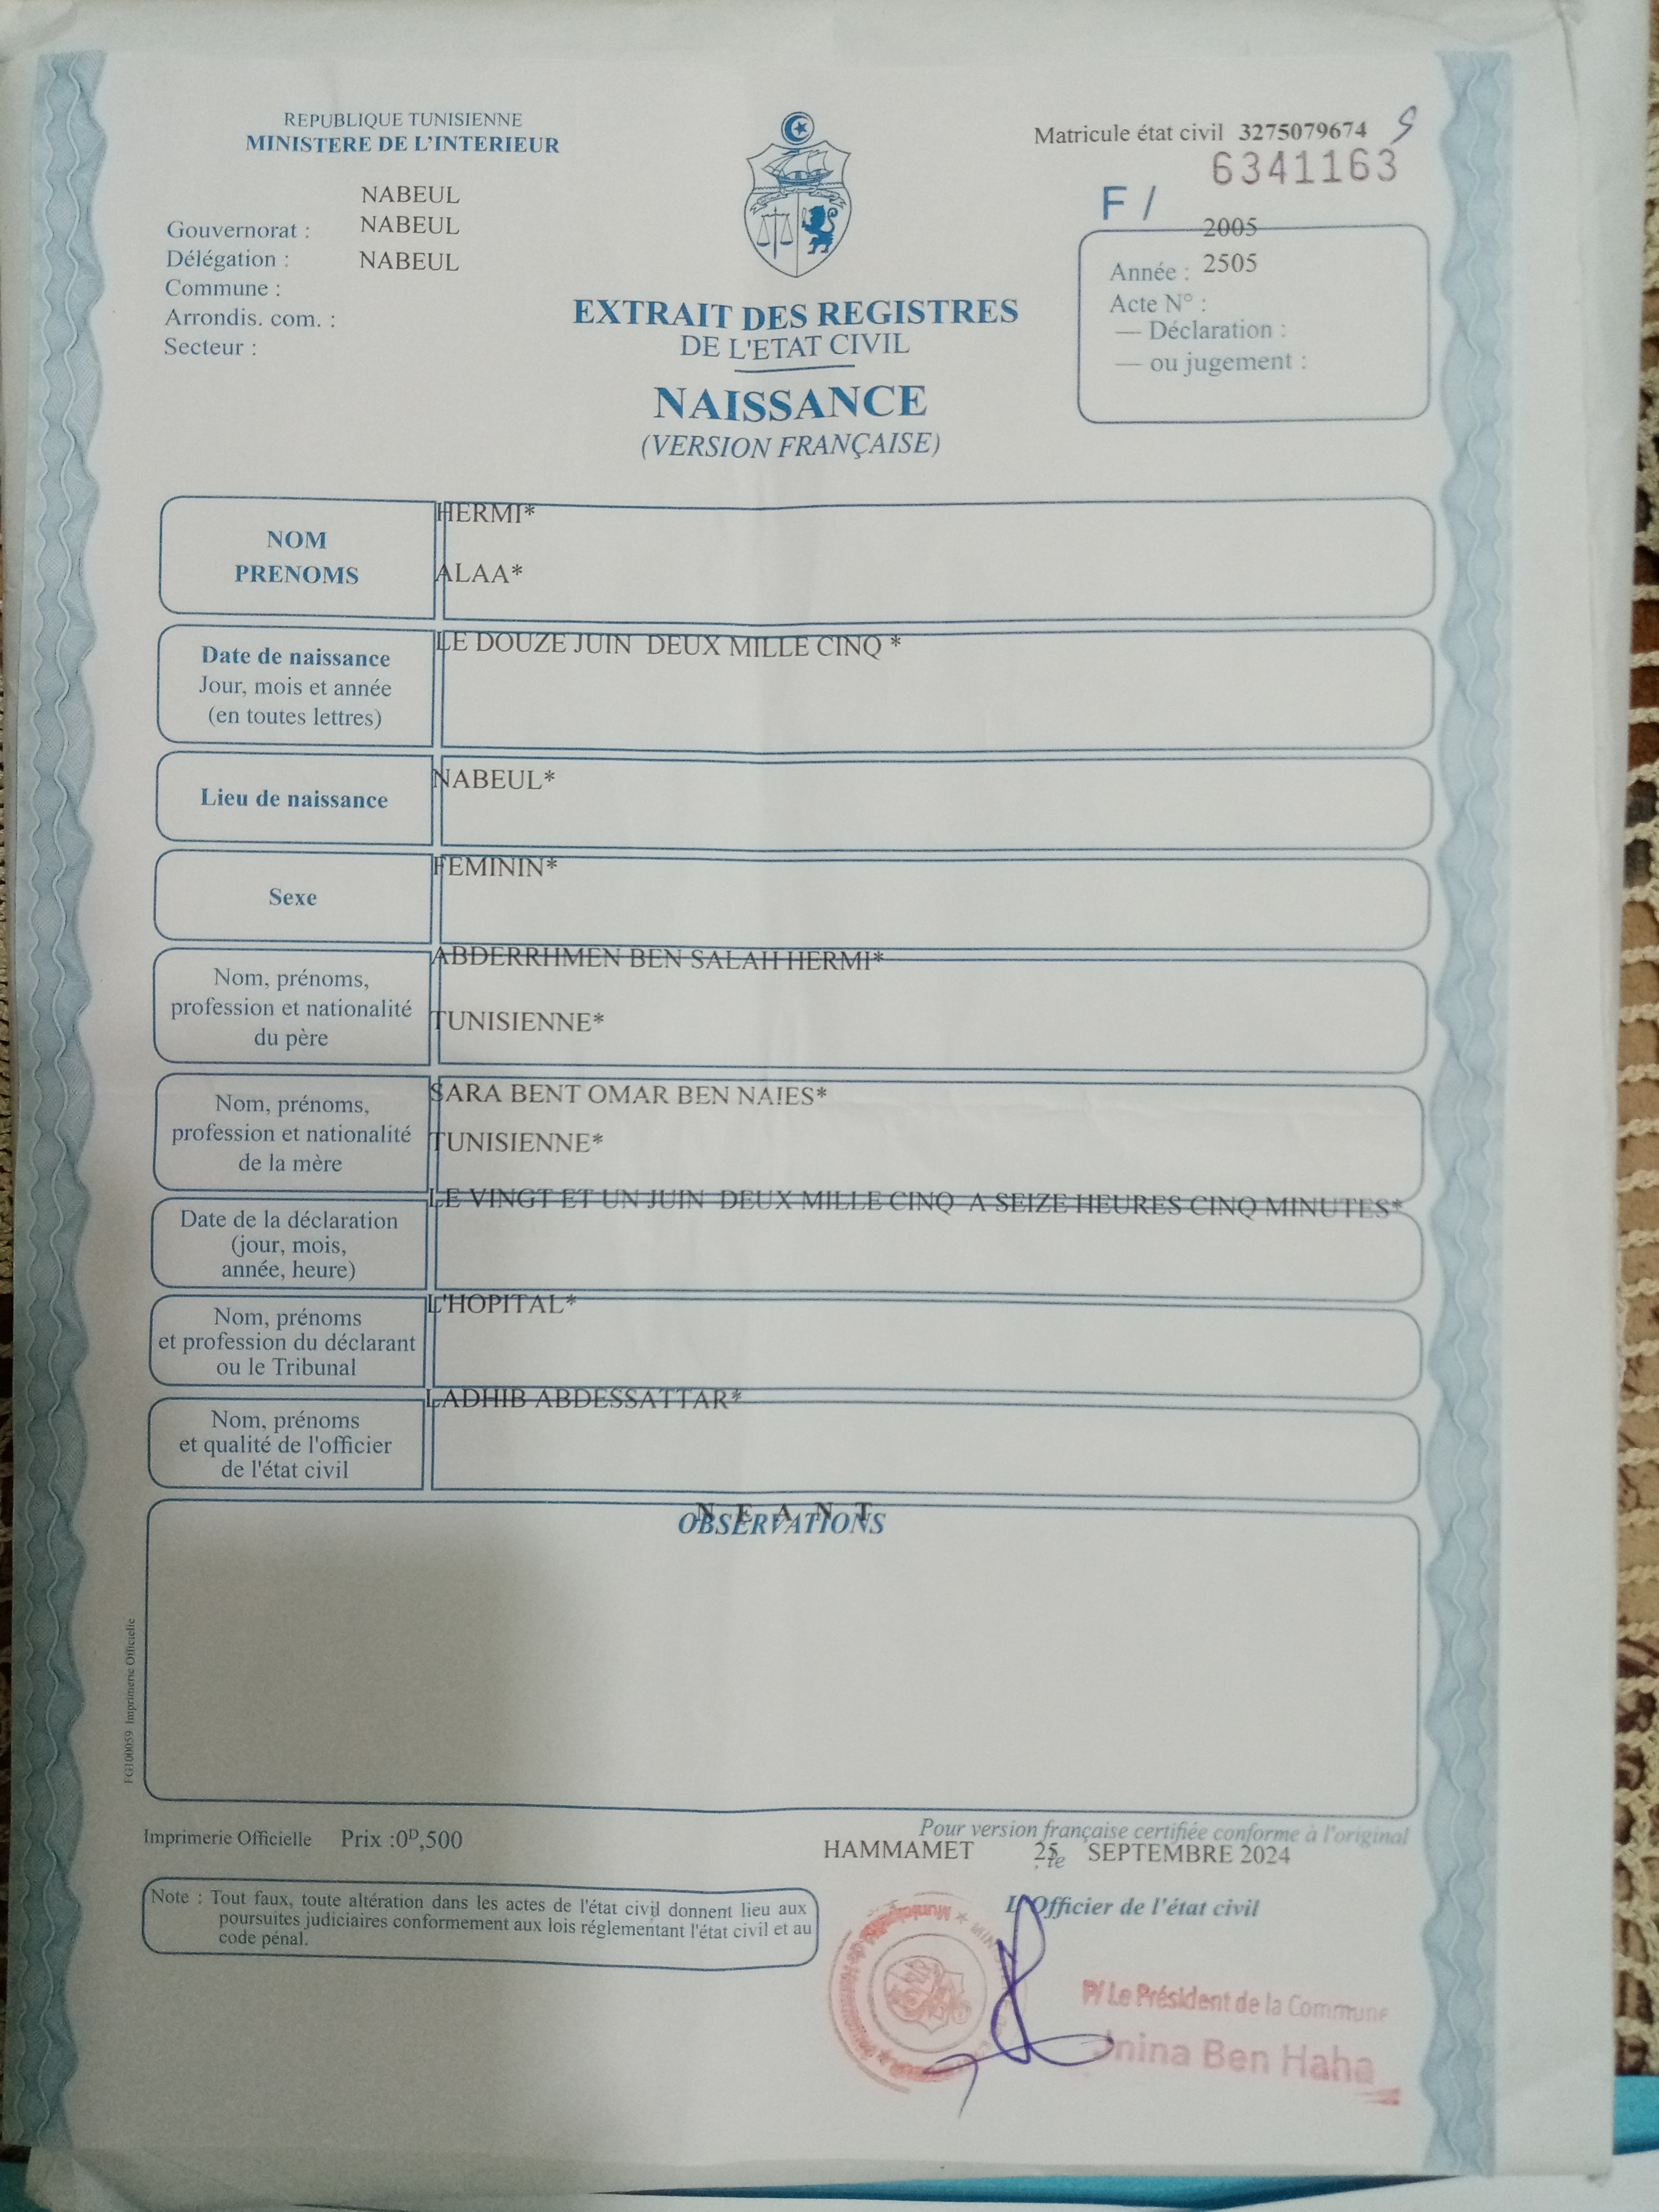 REPUBLIQUE TUNISIENNE
MINISTERE DE L'INTERIEUR
NABEUL
Gouvernorat : NABEUL
Délégation : NABEUL
Commune :
Arrondis. com. :
Secteur :
Matricule état civil 3275079674
6341163
F /
2005
Année : 2505
Acte N° :
— Déclaration :
— ou jugement :
EXTRAIT DES REGISTRES
DE L'ETAT CIVIL
NAISSANCE
(VERSION FRANÇAISE)
NOM
PRENOMS
HERMI*
ALAA*
Date de naissance
Jour, mois et année
(en toutes lettres)
LE DOUZE JUIN DEUX MILLE CINQ *
Lieu de naissance
NABEUL*
Sexe
FEMININ*
Nom, prénoms,
profession et nationalité
du père
ABDERRHMEN BEN SALAH HERMI*
TUNISIENNE*
Nom, prénoms,
profession et nationalité
de la mère
SARA BENT OMAR BEN NAIES*
TUNISIENNE*
Date de la déclaration
(jour, mois,
année, heure)
LE VINGT ET UN JUIN DEUX MILLE CINQ A SEIZE HEURES CINQ MINUTES*
Nom, prénoms
et profession du déclarant
ou le Tribunal
L'HOPITAL*
Nom, prénoms
et qualité de l'officier
de l'état civil
LADHIB ABDESSATTAR*
N E A N T
OBSERVATIONS
FG100059 Imprimerie Officielle
Imprimerie Officielle Prix :0D,500
Pour version française certifiée conforme à l'original
HAMMAMET 25 le SEPTEMBRE 2024
Note : Tout faux, toute altération dans les actes de l'état civil donnent lieu aux
poursuites judiciaires conformement aux lois réglementant l'état civil et au
code pénal.
L'Officier de l'état civil
P/ Le Président de la Commune
Ben Haha